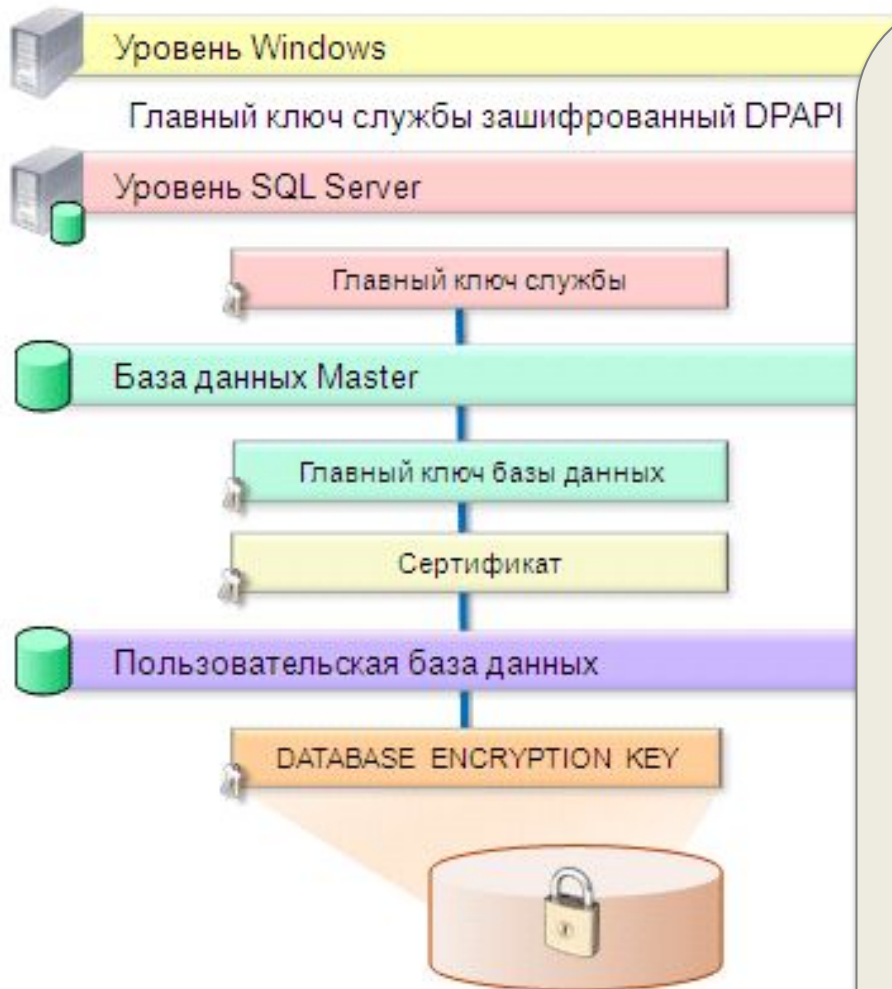 Уровень Windows
Главный ключ службы зашифрованный DPAPI
Уровень SQL Server
Главный ключ службы
База данных Master
Главный ключ базы данных
Сертификат
Пользовательская база данных
DATABASE ENCRYPTION KEY